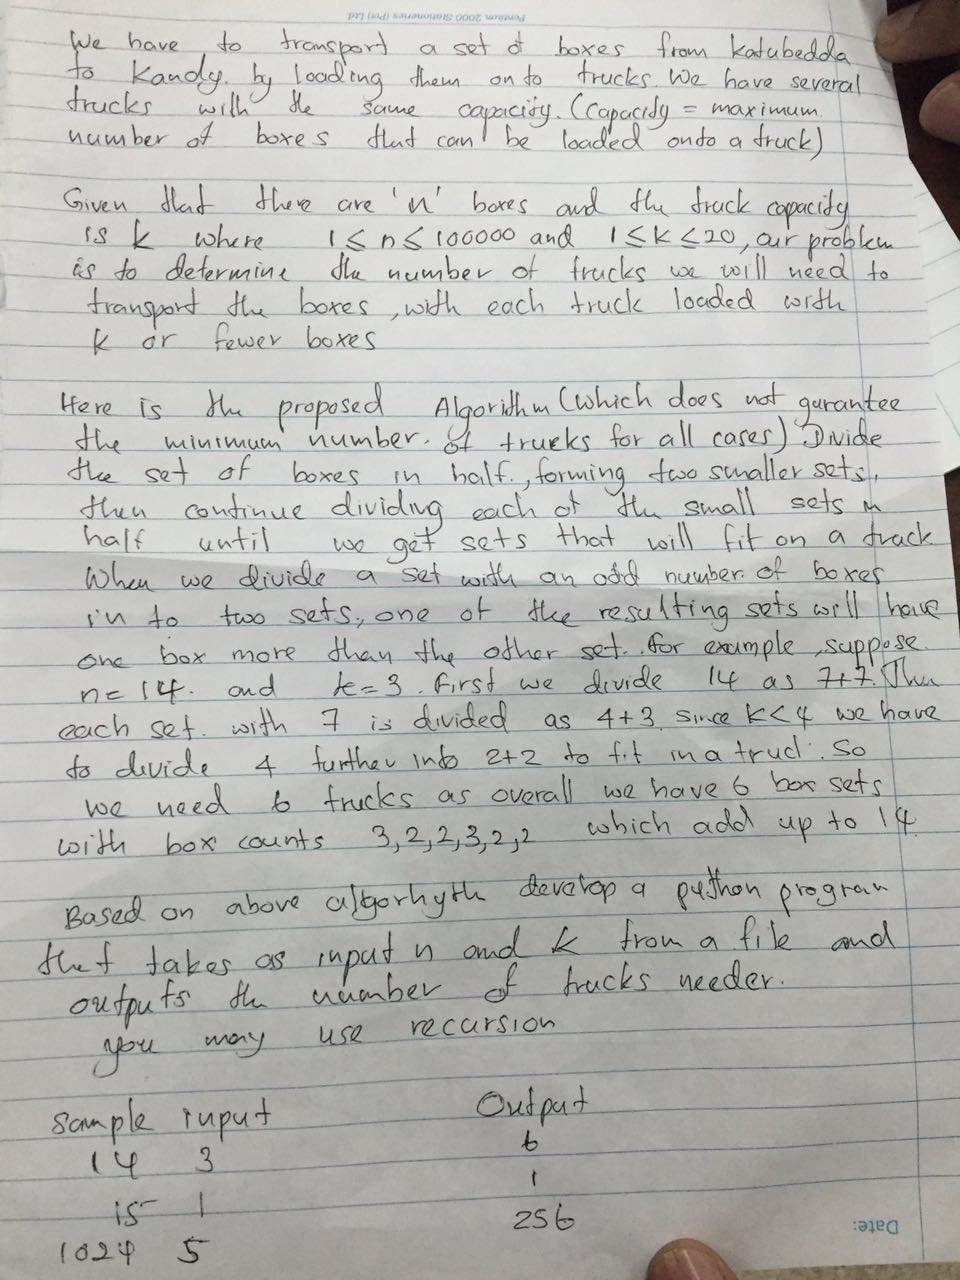 Pentium 2000 Stationeries (Pvt) Ltd.
We have to transport a set of boxes from Katubedda
to Kandy. by loading them on to trucks. We have several
trucks with the same capacity. (Capacity = maximum
number of boxes that can be loaded onto a truck)
Given that there are 'n' boxes and the truck capacity
is k where 1 ≤ n ≤ 100000 and 1 ≤ k ≤ 20, our problem
is to determine the number of trucks we will need to
transport the boxes, with each truck loaded with
k or fewer boxes
Here is the proposed Algorithm (which does not garantee
the minimum number. of trucks for all cases) Divide
the set of boxes in half., forming two smaller sets,
then continue dividing each of the small sets in
half until we get sets that will fit on a track
When we divide a set with an odd number. of boxes
in to two sets, one of the resulting sets will have
one box more than the other set. for example, suppose
n = 14. and k = 3. first we devide 14 as 7+7. Then
each set. with 7 is divided as 4+3. since k<4 we have
to devide 4 further into 2+2 to fit in a truck. So
we need 6 trucks as overall we have 6 box sets
with box counts 3,2,2,3,2,2 which add up to 14
Based on above algorhyth develop a python program
that takes as input n and k from a file and
outputs the number of trucks needer.
you may use recursion
Sample input Output
14 3 6
15 1 1
1024 5 256
Date: